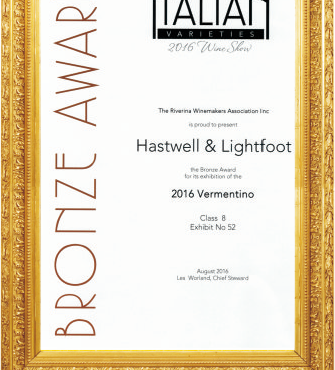 BRONZE AWAR
ITALIAN
VARIETIES
2016 Wine Show
The Riverina Winemakers Association Inc
is proud to present
Hastwell & Lightfoot
the Bronze Award
for its exhibition of the
2016 Vermentino
Class 8
Exhibit No 52
August 2016
Les Worland, Chief Steward